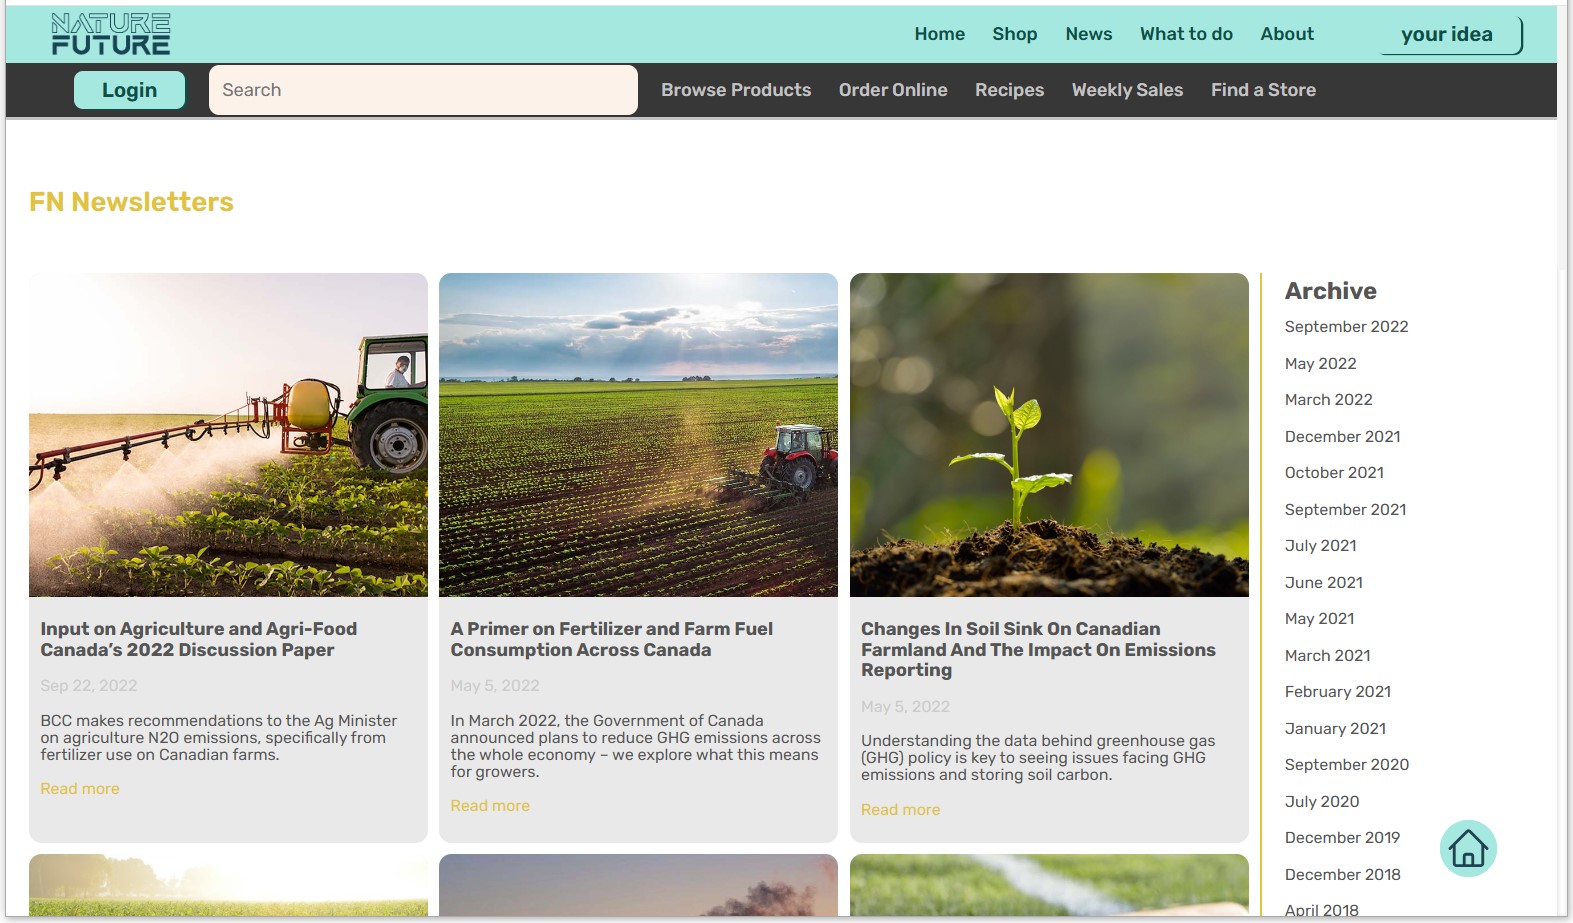 NATURE
FUTURE
Home Shop News What to do About your idea
Login Search Browse Products Order Online Recipes Weekly Sales Find a Store
FN Newsletters
Input on Agriculture and Agri-Food
Canada’s 2022 Discussion Paper
Sep 22, 2022
BCC makes recommendations to the Ag Minister
on agriculture N2O emissions, specifically from
fertilizer use on Canadian farms.
Read more
A Primer on Fertilizer and Farm Fuel
Consumption Across Canada
May 5, 2022
In March 2022, the Government of Canada
announced plans to reduce GHG emissions across
the whole economy – we explore what this means
for growers.
Read more
Changes In Soil Sink On Canadian
Farmland And The Impact On Emissions
Reporting
May 5, 2022
Understanding the data behind greenhouse gas
(GHG) policy is key to seeing issues facing GHG
emissions and storing soil carbon.
Read more
Archive
September 2022
May 2022
March 2022
December 2021
October 2021
September 2021
July 2021
June 2021
May 2021
March 2021
February 2021
January 2021
September 2020
July 2020
December 2019
December 2018
April 2018